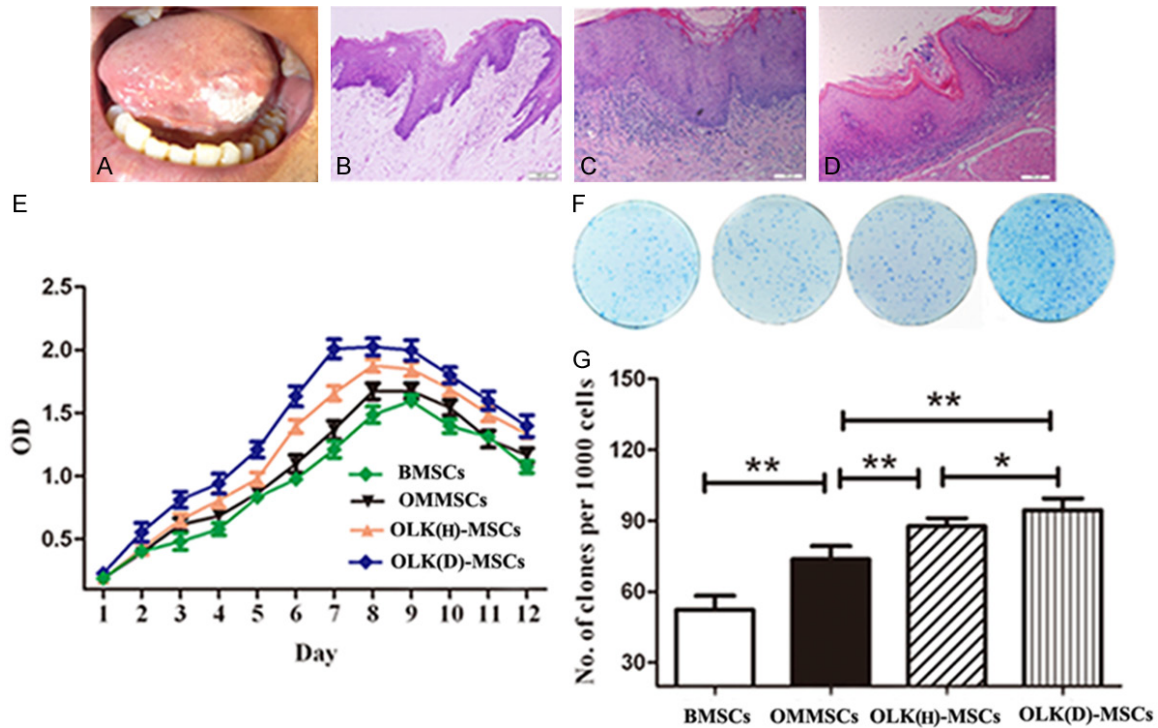 A
B
C
D
E
F
2.5
2.0
1.5
1.0
0.5
OD
1 2 3 4 5 6 7 8 9 10 11 12
Day
BMSCs
OMMSCs
OLK(H)-MSCs
OLK(D)-MSCs
G
150
120
90
60
30
No. of clones per 1000 cells
**
**
**
*
BMSCs OMMSCs OLK(H)-MSCs OLK(D)-MSCs